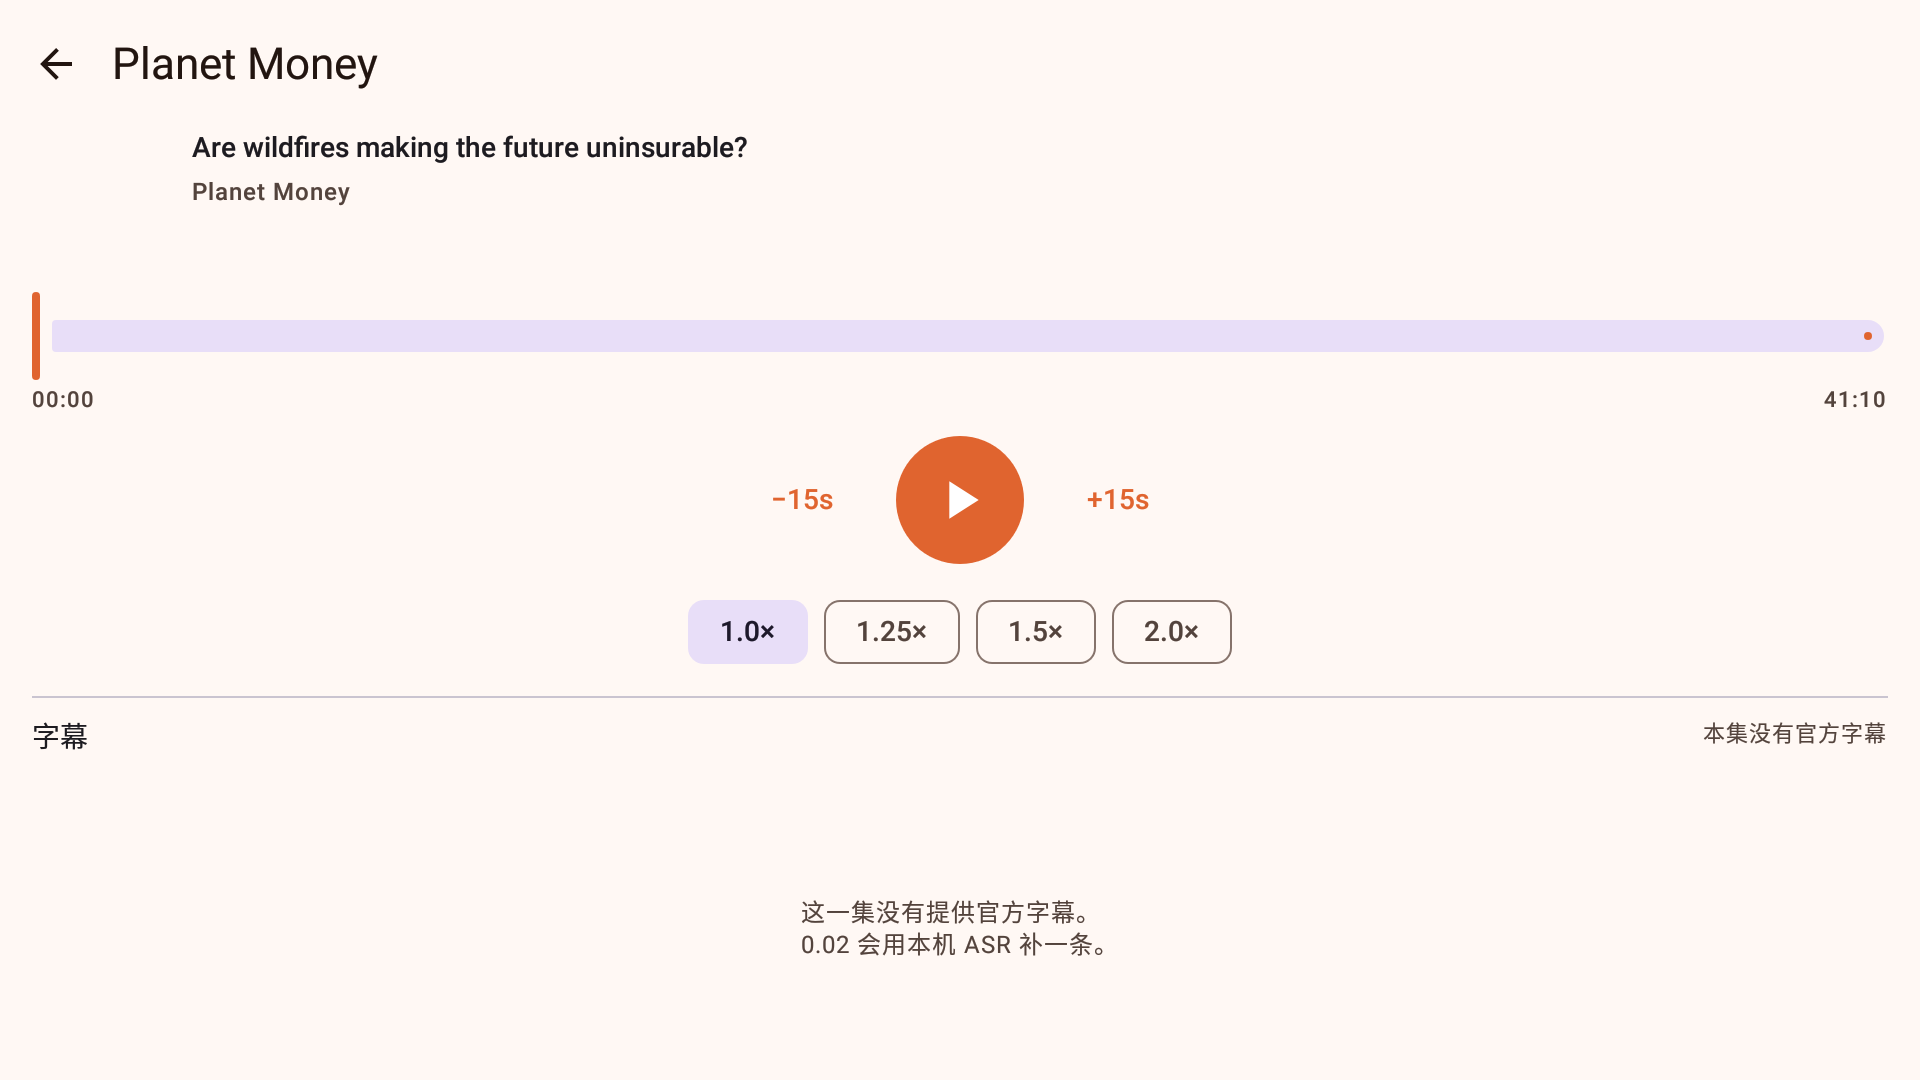 Planet Money
Are wildfires making the future uninsurable?
Planet Money
00:00
41:10
−15s
+15s
1.0×
1.25×
1.5×
2.0×
字幕
本集没有官方字幕
这一集没有提供官方字幕。
0.02 会用本机 ASR 补一条。